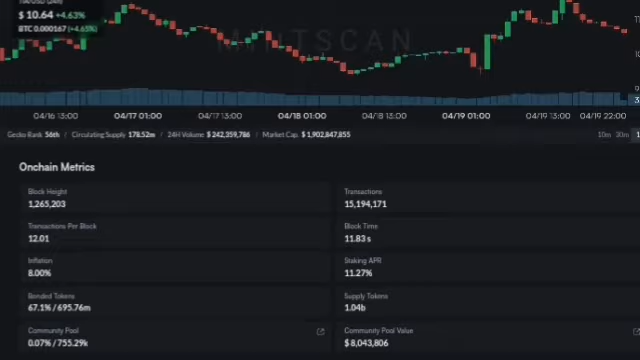 TIA/USD (24h)
$ 10.64 +4.63%
BTC 0.000167 (+4.65%)
MINTSCAN
04/16 13:00 04/17 01:00 04/17 13:00 04/18 01:00 04/18 13:00 04/19 01:00 04/19 13:00 04/19 22:00
Gecko Rank 56th / Circulating Supply 178.52m / 24H Volume $ 242,359,786 / Market Cap. $ 1,902,847,855 10m 30m
Onchain Metrics
Block Height Transactions
1,265,203 15,194,171
Transactions Per Block Block Time
12.01 11.83 s
Inflation Staking APR
8.00% 11.27%
Bonded Tokens Supply Tokens
67.1% / 695.76m 1.04b
Community Pool Community Pool Value
0.07% / 755.29k $ 8,043,806